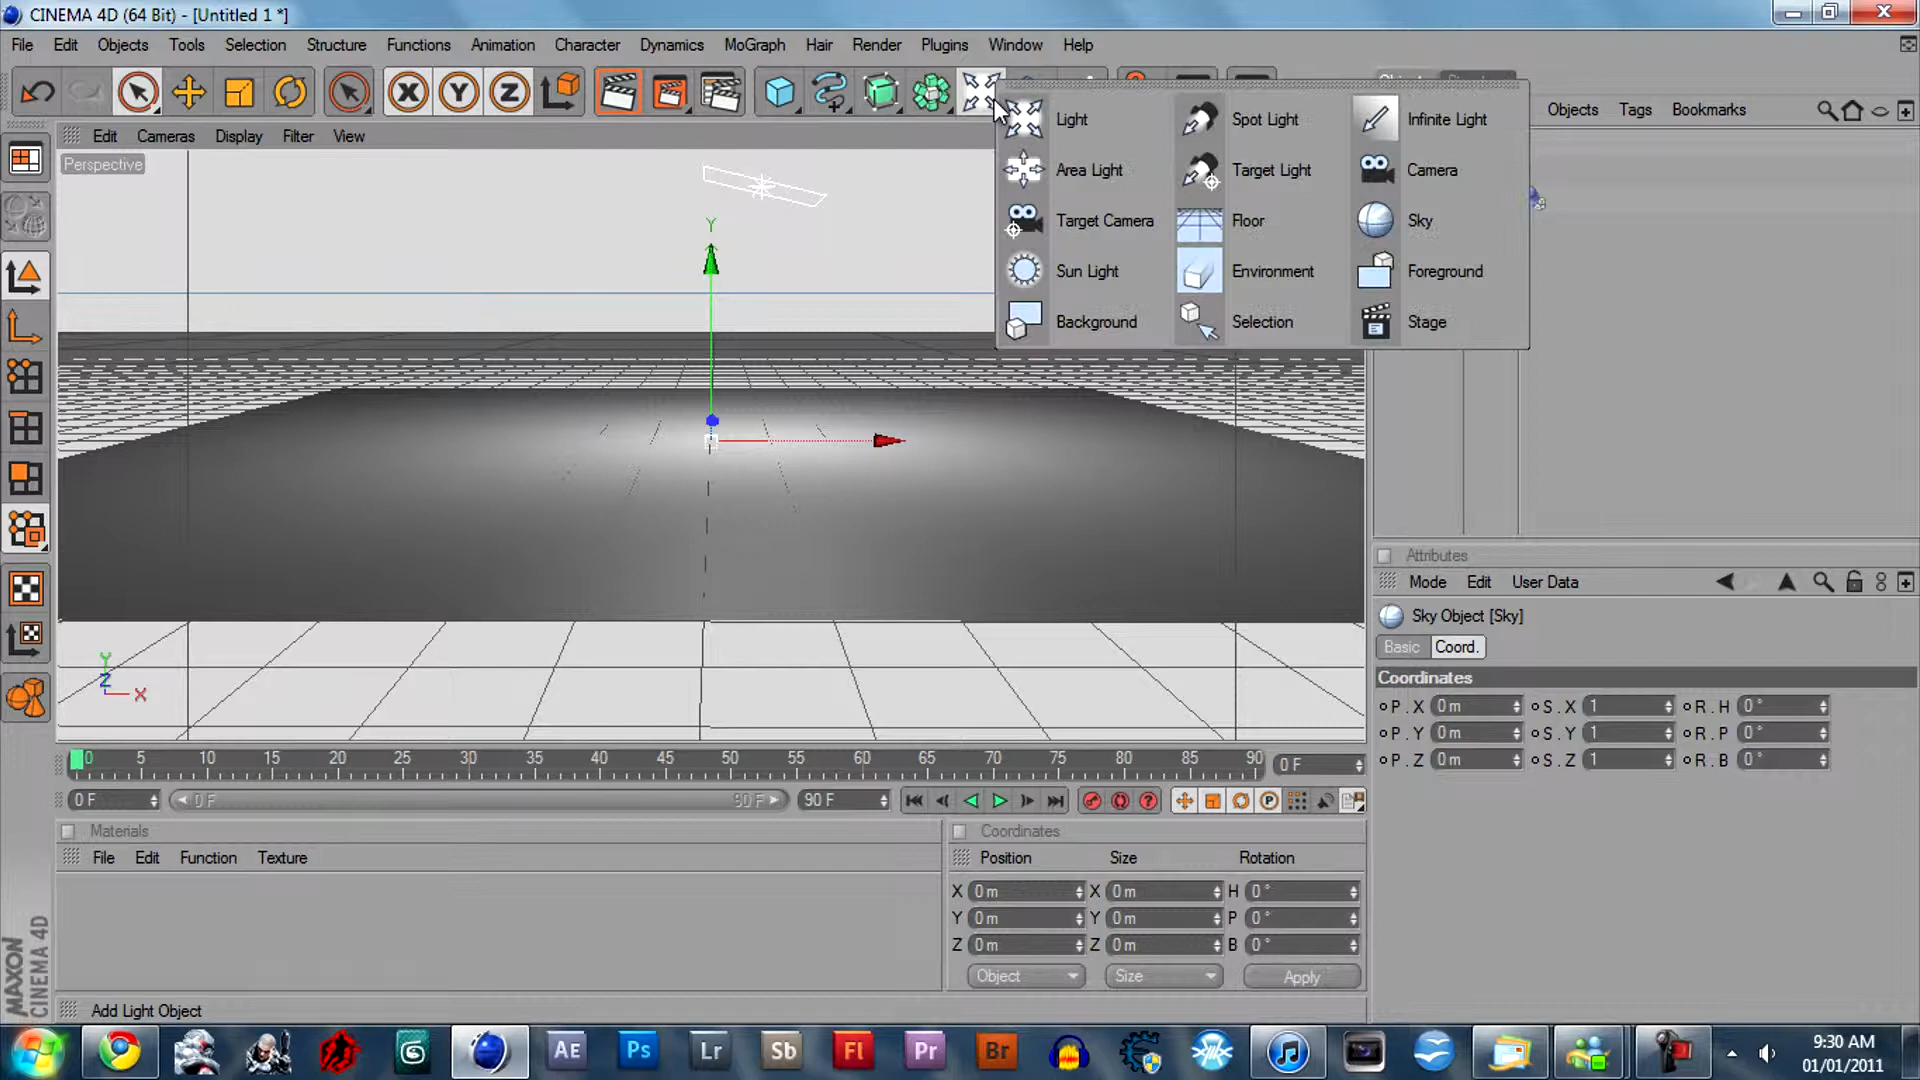 CINEMA 4D (64 Bit) - [Untitled 1 *]
File Edit Objects Tools Selection Structure Functions Animation Character Dynamics MoGraph Hair Render Plugins Window Help
X Y Z
Objects Tags Bookmarks
Edit Cameras Display Filter View
Perspective
Light Spot Light Infinite Light
Area Light Target Light Camera
Target Camera Floor Sky
Sun Light Environment Foreground
Background Selection Stage
Y
Attributes
Mode Edit User Data
Sky Object [Sky]
Basic Coord.
Coordinates
P . X 0 m S . X 1 R . H 0 °
P . Y 0 m S . Y 1 R . P 0 °
P . Z 0 m S . Z 1 R . B 0 °
Y
Z
X
0 5 10 15 20 25 30 35 40 45 50 55 60 65 70 75 80 85 90 0 F
0 F 0 F 90 F 90 F
Materials
File Edit Function Texture
Coordinates
Position Size Rotation
X 0 m X 0 m H 0 °
Y 0 m Y 0 m P 0 °
Z 0 m Z 0 m B 0 °
Object Size Apply
MAXON
CINEMA 4D
Add Light Object
AE Ps Lr Sb Fl Pr Br
9:30 AM
01/01/2011